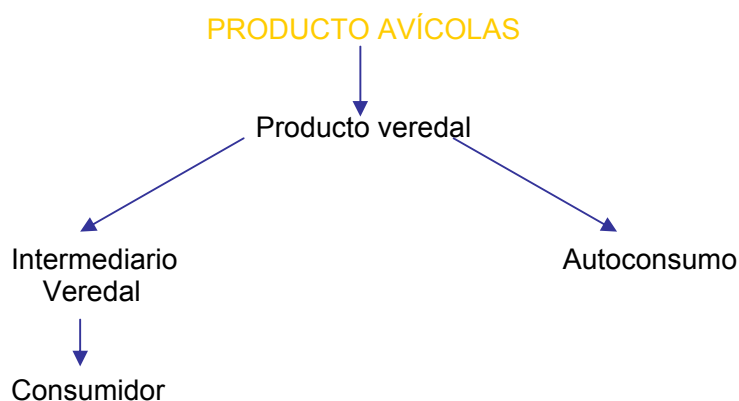 PRODUCTO AVÍCOLAS
Producto veredal
Intermediario
Veredal
Autoconsumo
Consumidor